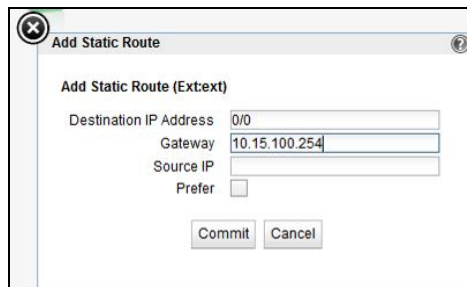 Add Static Route
Add Static Route (Ext:ext)
Destination IP Address 0/0
Gateway 10.15.100.254
Source IP
Prefer
Commit Cancel